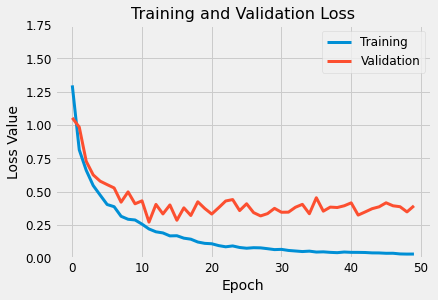 Training and Validation Loss
Training
Validation
Loss Value
1.75
1.50
1.25
1.00
0.75
0.50
0.25
0.00
0 10 20 30 40 50
Epoch